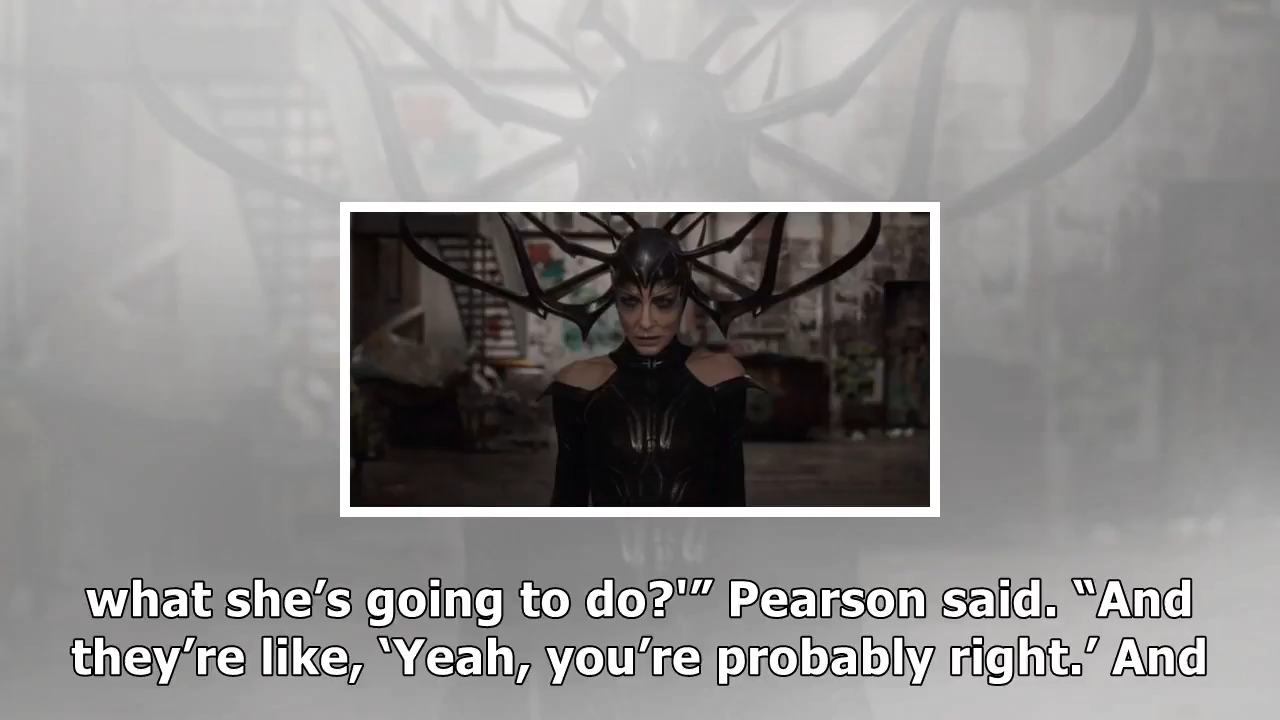 what she’s going to do?'” Pearson said. “And
they’re like, ‘Yeah, you’re probably right.’ And